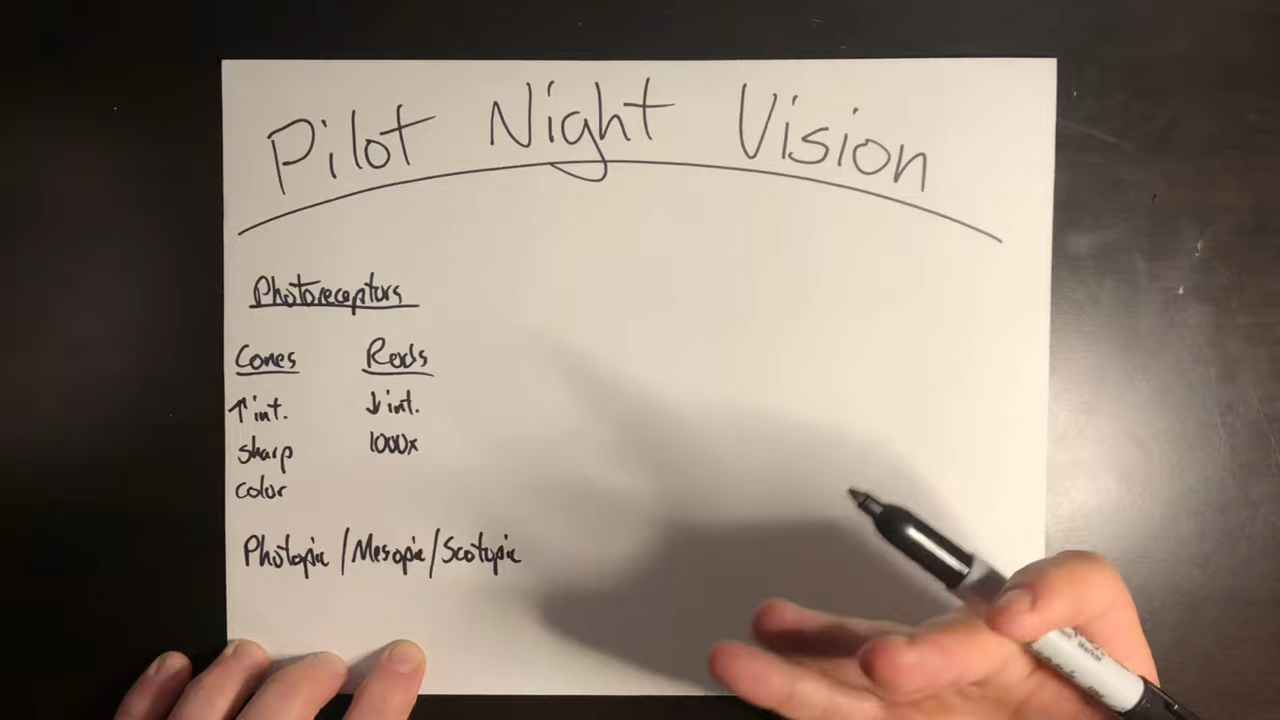 Pilot Night Vision
Photoreceptors
Cones Rods
↑ int. ↓ int.
sharp 1000x
color
Photopic / Mesopic / Scotopic